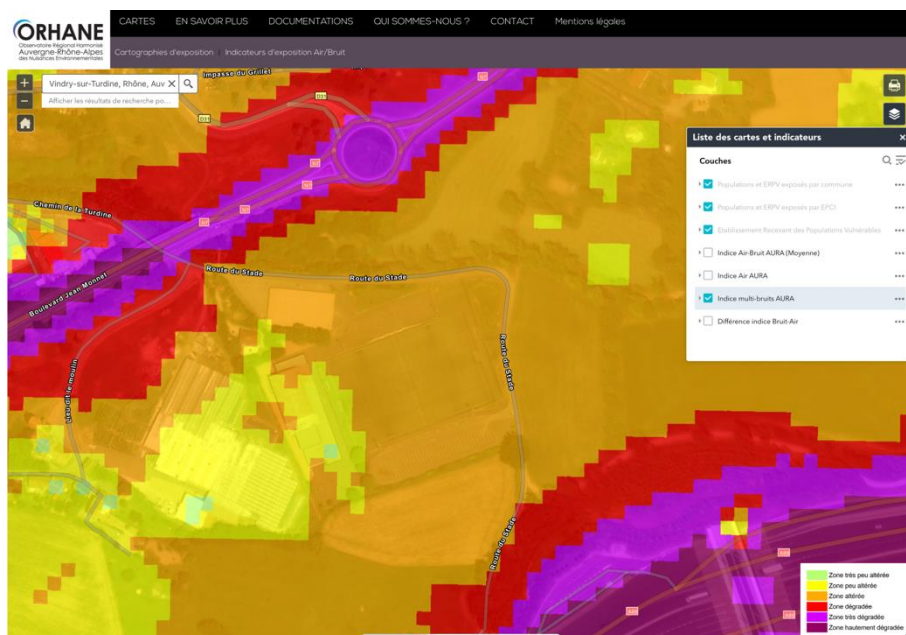 ORHANE
Observatoire Régional Harmonisé
Auvergne-Rhône-Alpes
des Nuisances Environnementales
CARTES EN SAVOIR PLUS DOCUMENTATIONS QUI SOMMES-NOUS ? CONTACT Mentions légales
Cartographies d'exposition Indicateurs d'exposition Air/Bruit
Vindry-sur-Turdine, Rhône, Auv
Afficher les résultats de recherche po...
Impasse du Grillet
Liste des cartes et indicateurs
Couches
Populations et ERPV exposés par commune
Populations et ERPV exposés par EPCI
Etablissement Recevant des Populations Vulnérables
Indice Air-Bruit AURA (Moyenne)
Indice Air AURA
Indice multi-bruits AURA
Différence indice Bruit-Air
Chemin de la Turdine
Route du Stade
Route du Stade
Boulevard Jean Monnet
Route du Stade
Lieu dit le moulin
Route du Stade
Zone très peu altérée
Zone peu altérée
Zone altérée
Zone dégradée
Zone très dégradée
Zone hautement dégradée